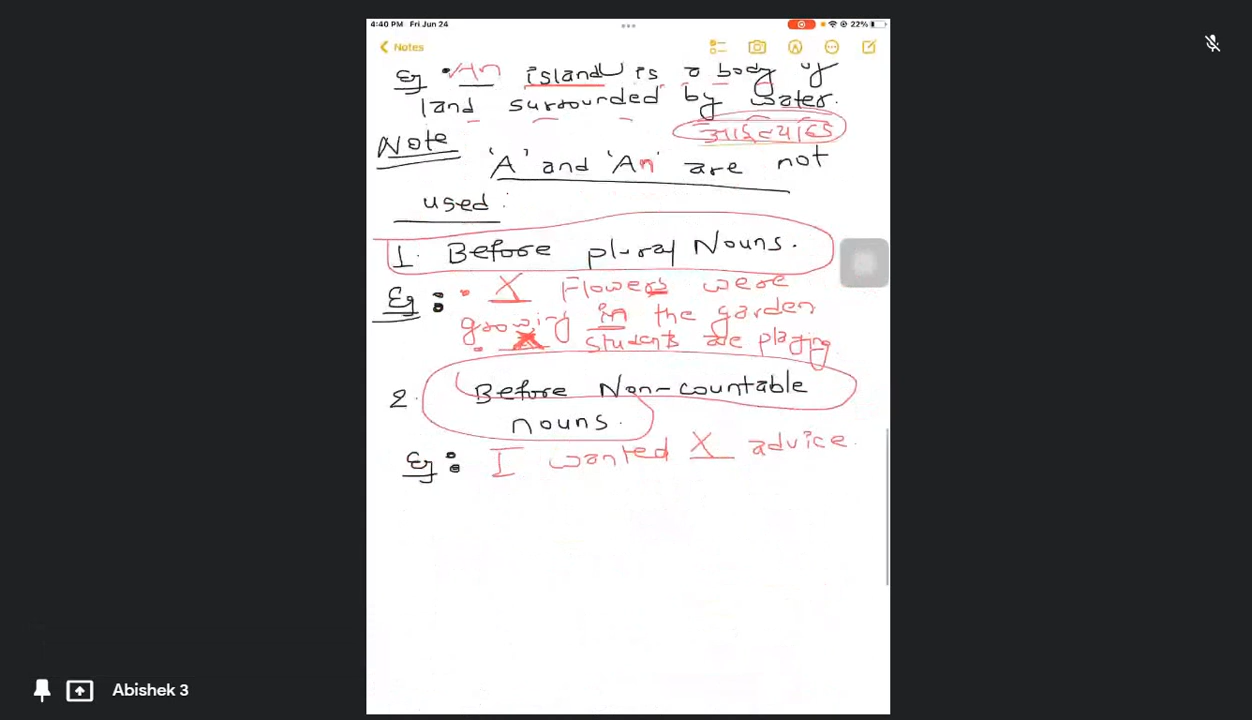 4:40 PM Fri Jun 24
22%
Notes
Eg • An island is a body of
land surrounded by water.
Note
'A' and 'An' are not
used :
1. Before plural Nouns.
Eg : • X Flowers were
growing in the garden
• X students are playing
2. Before Non-countable
nouns.
Eg : I wanted X advice.
Abishek 3